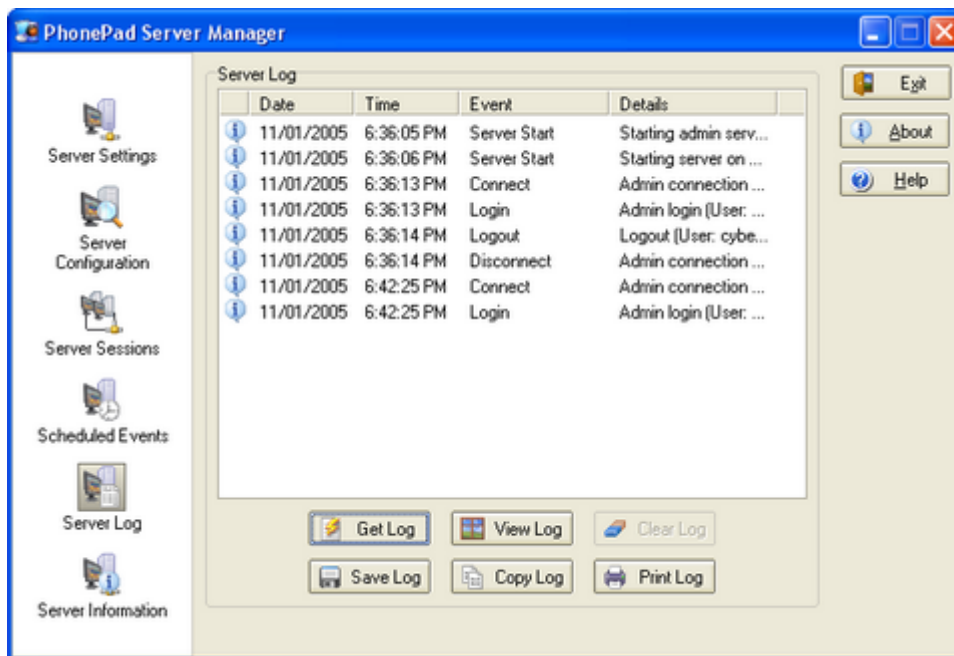 PhonePad Server Manager
Server Settings
Server
Configuration
Server Sessions
Scheduled Events
Server Log
Server Information
Server Log
Date Time Event Details
11/01/2005 6:36:05 PM Server Start Starting admin serv...
11/01/2005 6:36:06 PM Server Start Starting server on ...
11/01/2005 6:36:13 PM Connect Admin connection ...
11/01/2005 6:36:13 PM Login Admin login (User: ...
11/01/2005 6:36:14 PM Logout Logout (User: cybe...
11/01/2005 6:36:14 PM Disconnect Admin connection ...
11/01/2005 6:42:25 PM Connect Admin connection ...
11/01/2005 6:42:25 PM Login Admin login (User: ...
Get Log View Log Clear Log
Save Log Copy Log Print Log
Exit
About
Help